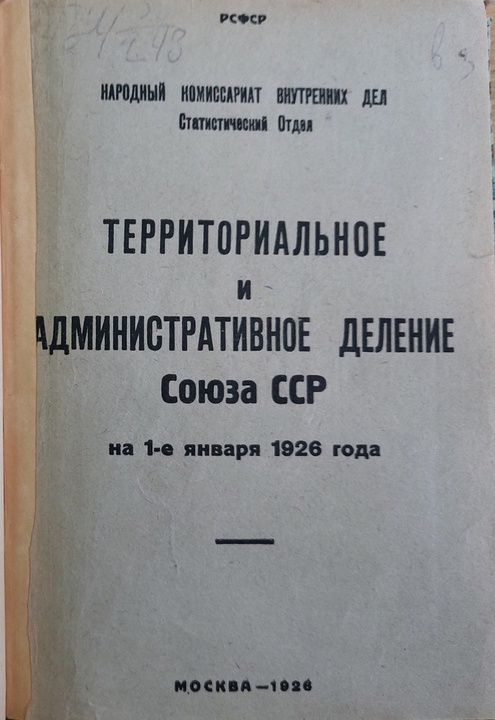 РСФСР
НАРОДНЫЙ КОМИССАРИАТ ВНУТРЕННИХ ДЕЛ
Статистический Отдел
ТЕРРИТОРИАЛЬНОЕ
и
АДМИНИСТРАТИВНОЕ ДЕЛЕНИЕ
Союза ССР
на 1-е января 1926 года
МОСКВА—1926